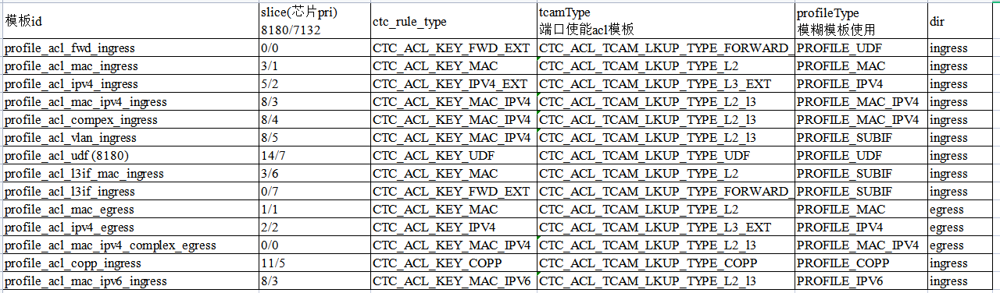 模板id slice(芯片pri) 8180/7132 ctc_rule_type tcamType 端口使能acl模板 profileType 模糊模板使用 dir
profile_acl_fwd_ingress 0/0 CTC_ACL_KEY_FWD_EXT CTC_ACL_TCAM_LKUP_TYPE_FORWARD_ PROFILE_UDF ingress
profile_acl_mac_ingress 3/1 CTC_ACL_KEY_MAC CTC_ACL_TCAM_LKUP_TYPE_L2 PROFILE_MAC ingress
profile_acl_ipv4_ingress 5/2 CTC_ACL_KEY_IPV4_EXT CTC_ACL_TCAM_LKUP_TYPE_L3_EXT PROFILE_IPV4 ingress
profile_acl_mac_ipv4_ingress 8/3 CTC_ACL_KEY_MAC_IPV4 CTC_ACL_TCAM_LKUP_TYPE_L2_l3 PROFILE_MAC_IPV4 ingress
profile_acl_compex_ingress 8/4 CTC_ACL_KEY_MAC_IPV4 CTC_ACL_TCAM_LKUP_TYPE_L2_l3 PROFILE_MAC_IPV4 ingress
profile_acl_vlan_ingress 8/5 CTC_ACL_KEY_MAC_IPV4 CTC_ACL_TCAM_LKUP_TYPE_L2_l3 PROFILE_SUBIF ingress
profile_acl_udf (8180) 14/7 CTC_ACL_KEY_UDF CTC_ACL_TCAM_LKUP_TYPE_UDF PROFILE_UDF ingress
profile_acl_l3if_mac_ingress 3/6 CTC_ACL_KEY_MAC CTC_ACL_TCAM_LKUP_TYPE_L2 PROFILE_SUBIF ingress
profile_acl_l3if_ingress 0/7 CTC_ACL_KEY_FWD_EXT CTC_ACL_TCAM_LKUP_TYPE_FORWARD_ PROFILE_SUBIF ingress
profile_acl_mac_egress 1/1 CTC_ACL_KEY_MAC CTC_ACL_TCAM_LKUP_TYPE_L2 PROFILE_MAC egress
profile_acl_ipv4_egress 2/2 CTC_ACL_KEY_IPV4 CTC_ACL_TCAM_LKUP_TYPE_L3_EXT PROFILE_IPV4 egress
profile_acl_mac_ipv4_complex_egress 0/0 CTC_ACL_KEY_MAC_IPV4 CTC_ACL_TCAM_LKUP_TYPE_L2_l3 PROFILE_MAC_IPV4 egress
profile_acl_copp_ingress 11/5 CTC_ACL_KEY_COPP CTC_ACL_TCAM_LKUP_TYPE_COPP PROFILE_COPP ingress
profile_acl_mac_ipv6_ingress 8/3 CTC_ACL_KEY_MAC_IPV6 CTC_ACL_TCAM_LKUP_TYPE_L2_l3 PROFILE_IPV6 ingress